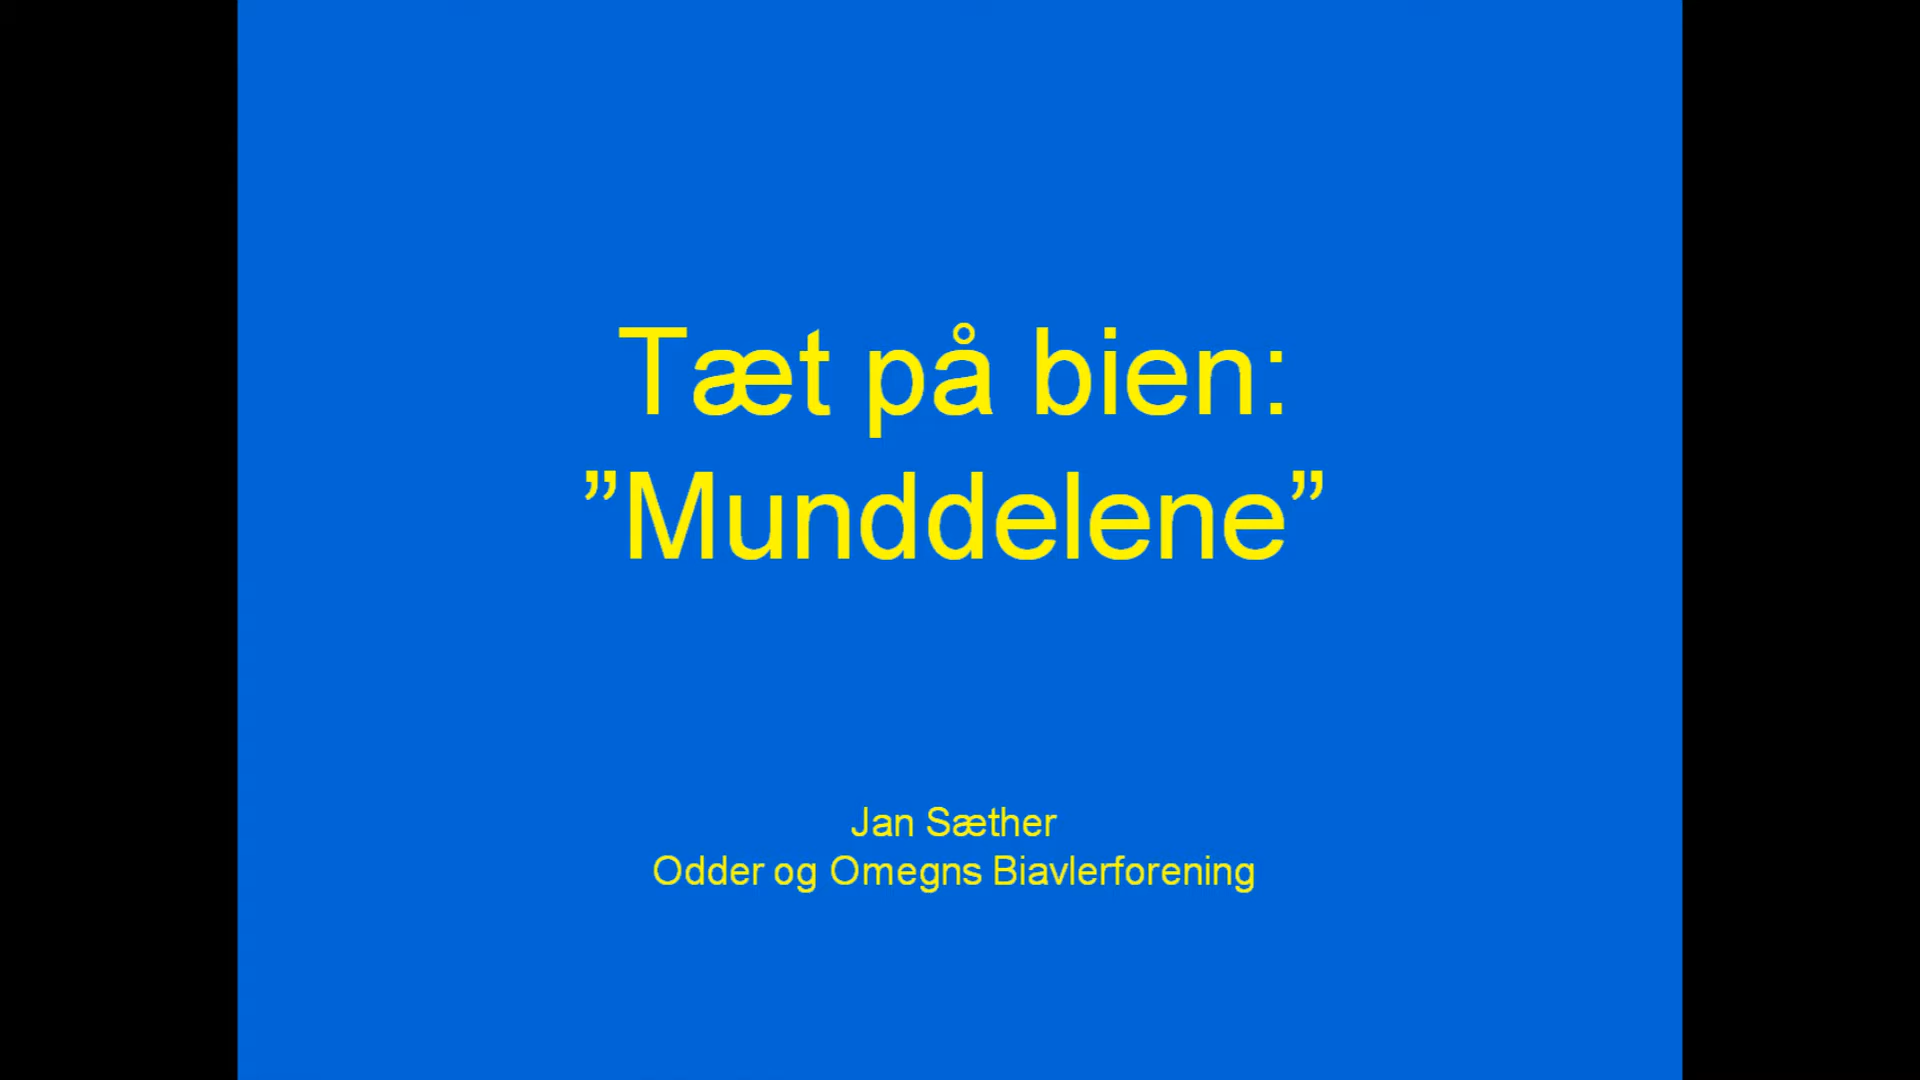 Tæt på bien:
”Munddelene”
Jan Sæther
Odder og Omegns Biavlerforening